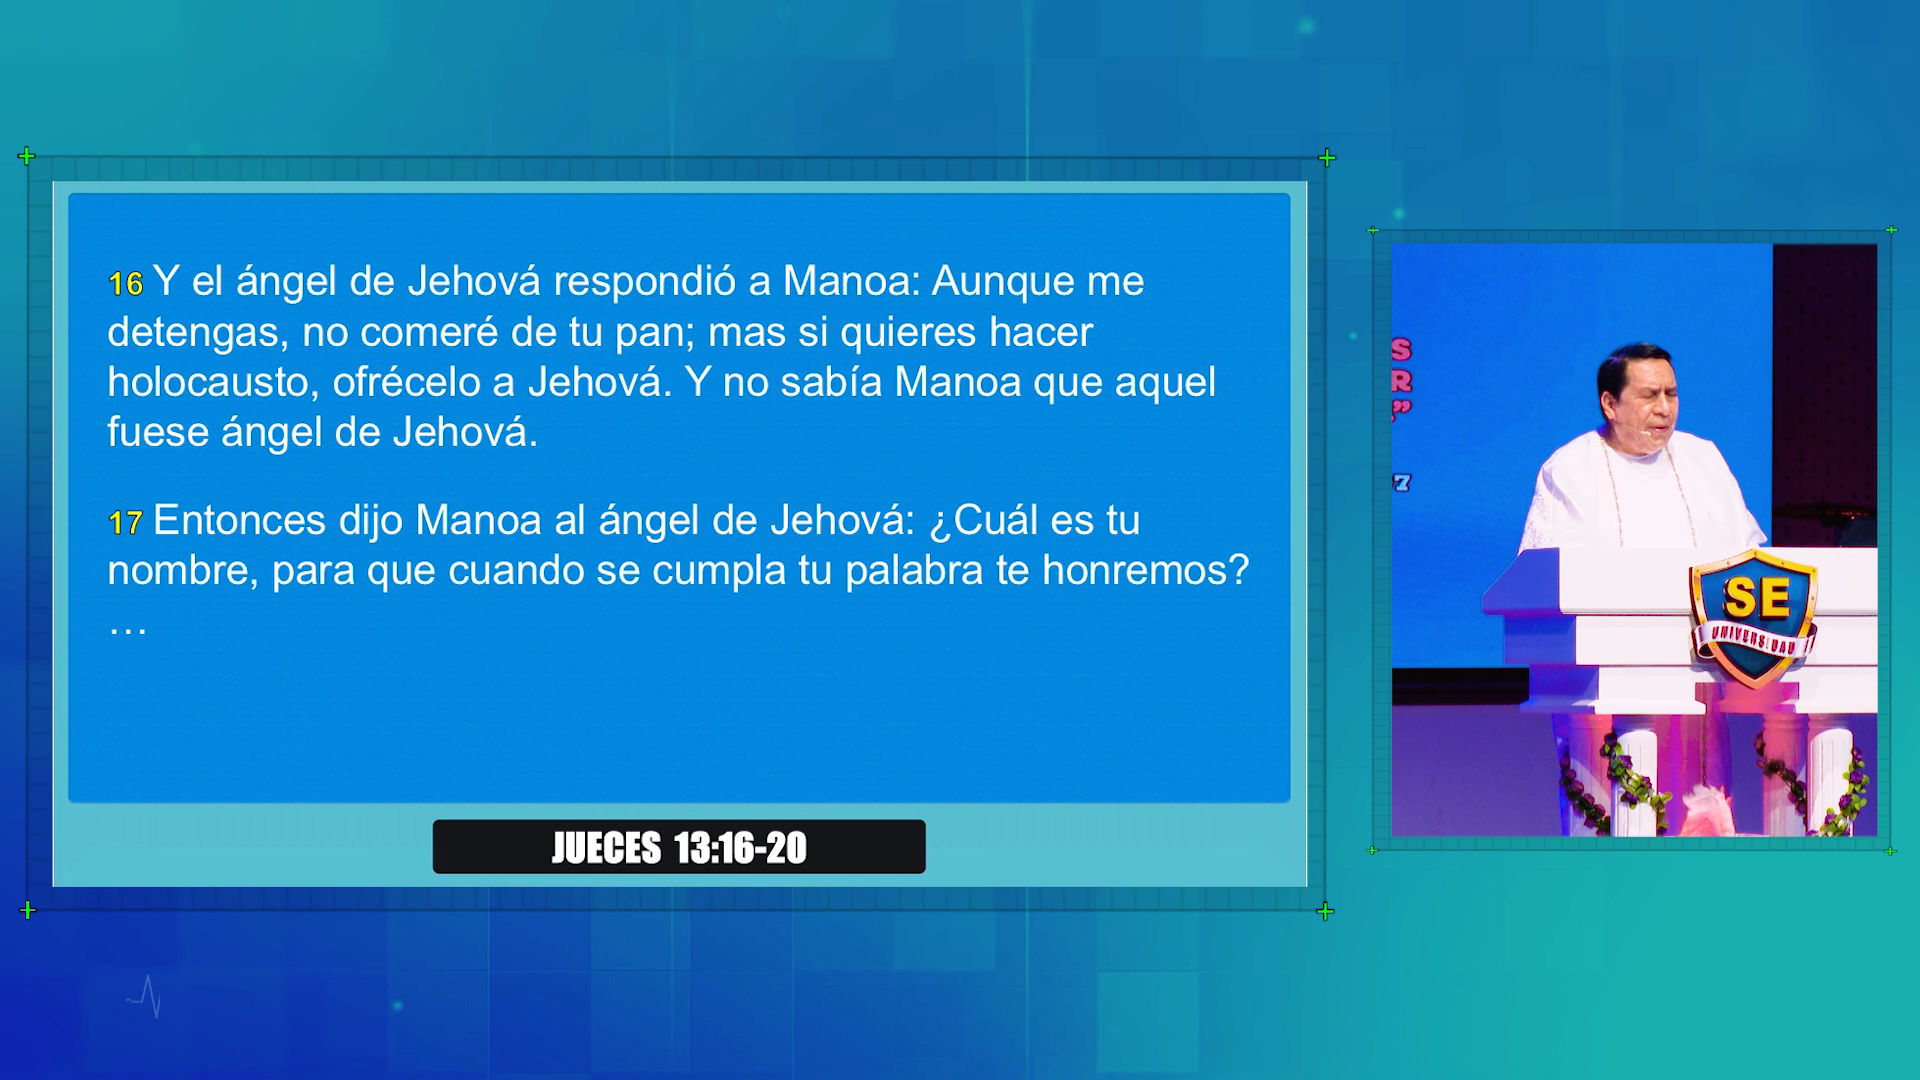 16 Y el ángel de Jehová respondió a Manoa: Aunque me
detengas, no comeré de tu pan; mas si quieres hacer
holocausto, ofrécelo a Jehová. Y no sabía Manoa que aquel
fuese ángel de Jehová.
17 Entonces dijo Manoa al ángel de Jehová: ¿Cuál es tu
nombre, para que cuando se cumpla tu palabra te honremos?
…
JUECES 13:16-20
S
R
”
7
SE
UNIVERSIDAD